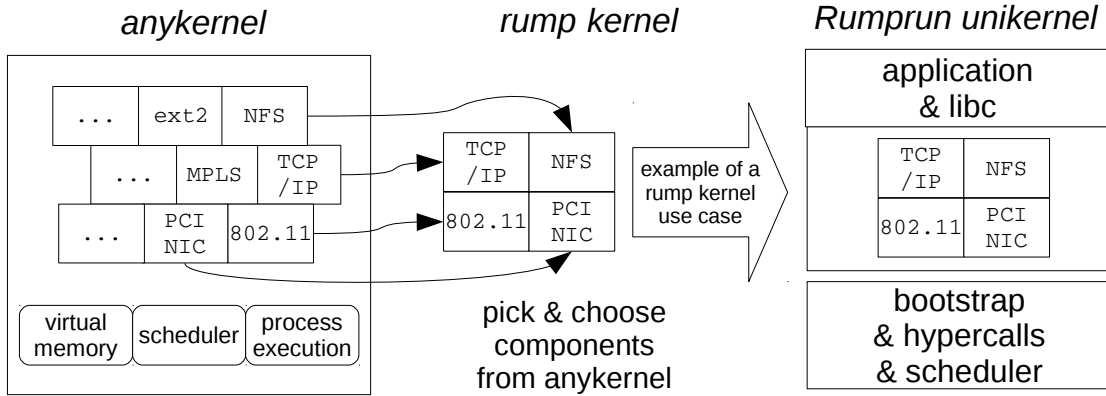 anykernel
... ext2 NFS
... MPLS TCP
/IP
... PCI
NIC 802.11
virtual
memory
scheduler
process
execution
rump kernel
TCP
/IP
NFS
802.11
PCI
NIC
pick & choose
components
from anykernel
example of a
rump kernel
use case
Rumprun unikernel
application
& libc
TCP
/IP
NFS
802.11
PCI
NIC
bootstrap
& hypercalls
& scheduler